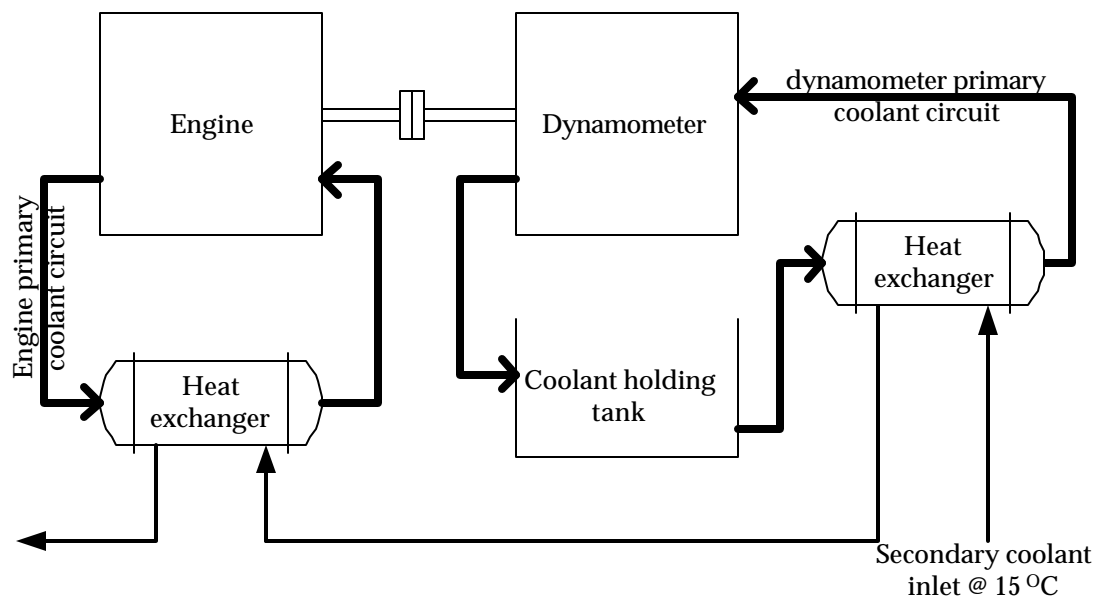 dynamometer primary
coolant circuit
Engine
Dynamometer
Engine primary
coolant circuit
Heat
exchanger
Heat
exchanger
Coolant holding
tank
Secondary coolant
inlet @ 15 ᴼC